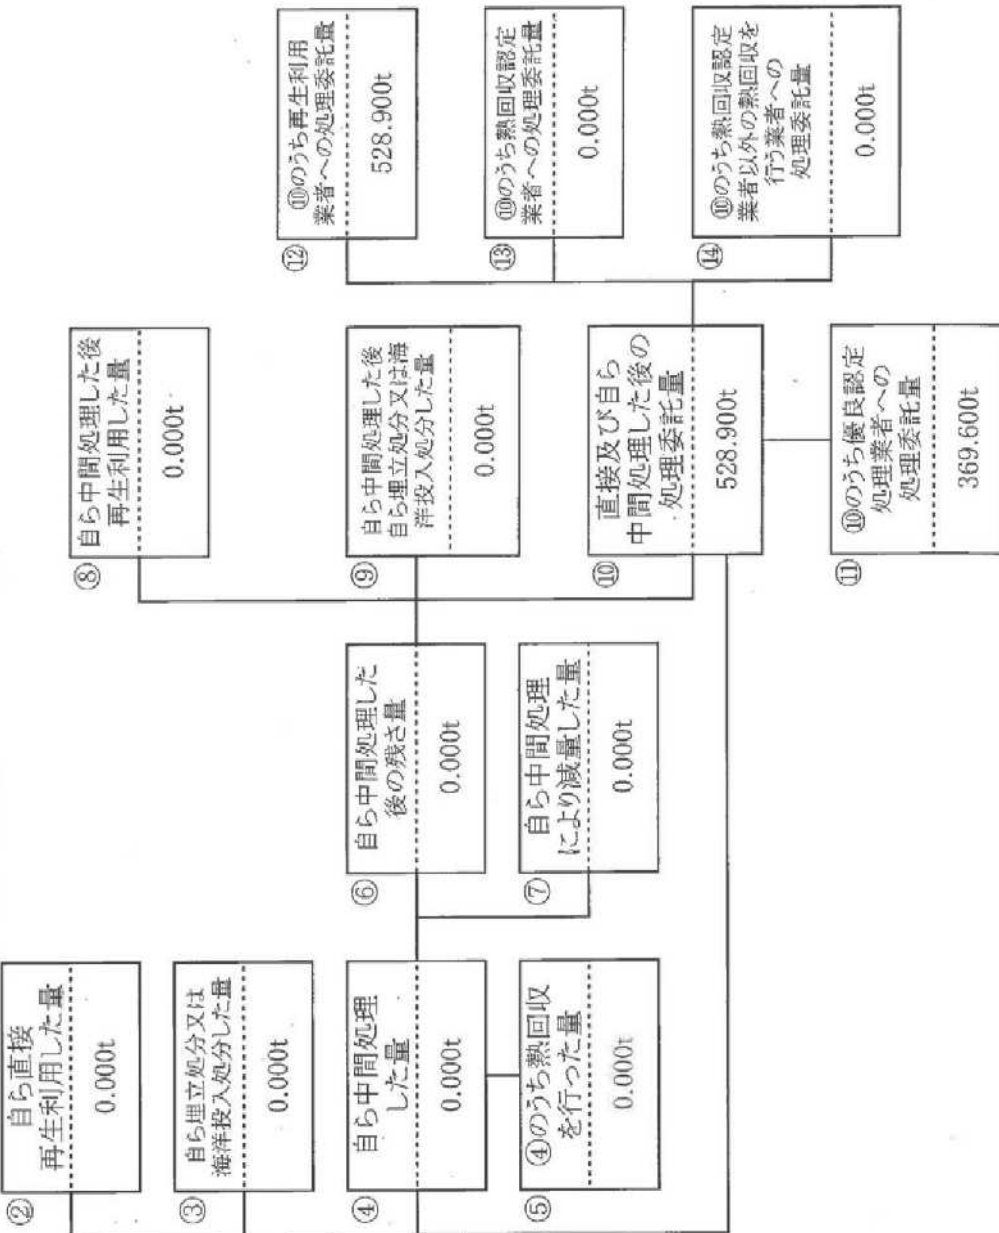 ②
自ら直接
再生利用した量
0.000t
③
自ら埋立処分又は
海洋投入処分した量
0.000t
④
自ら中間処理
した量
0.000t
⑤
④のうち熱回収
を行った量
0.000t
⑥
自ら中間処理した
後の残さ量
0.000t
⑦
自ら中間処理
により減量した量
0.000t
⑧
自ら中間処理した後
再生利用した量
0.000t
⑨
自ら中間処理した後
自ら埋立処分又は海
洋投入処分した量
0.000t
⑩
直接及び自ら
中間処理した後の
処理委託量
528.900t
⑪
⑩のうち優良認定
処理業者への
処理委託量
369.600t
⑫
⑩のうち再生利用
業者への処理委託量
528.900t
⑬
⑩のうち熱回収認定
業者への処理委託量
0.000t
⑭
⑩のうち熱回収認定
業者以外の熱回収を
行う業者への
処理委託量
0.000t